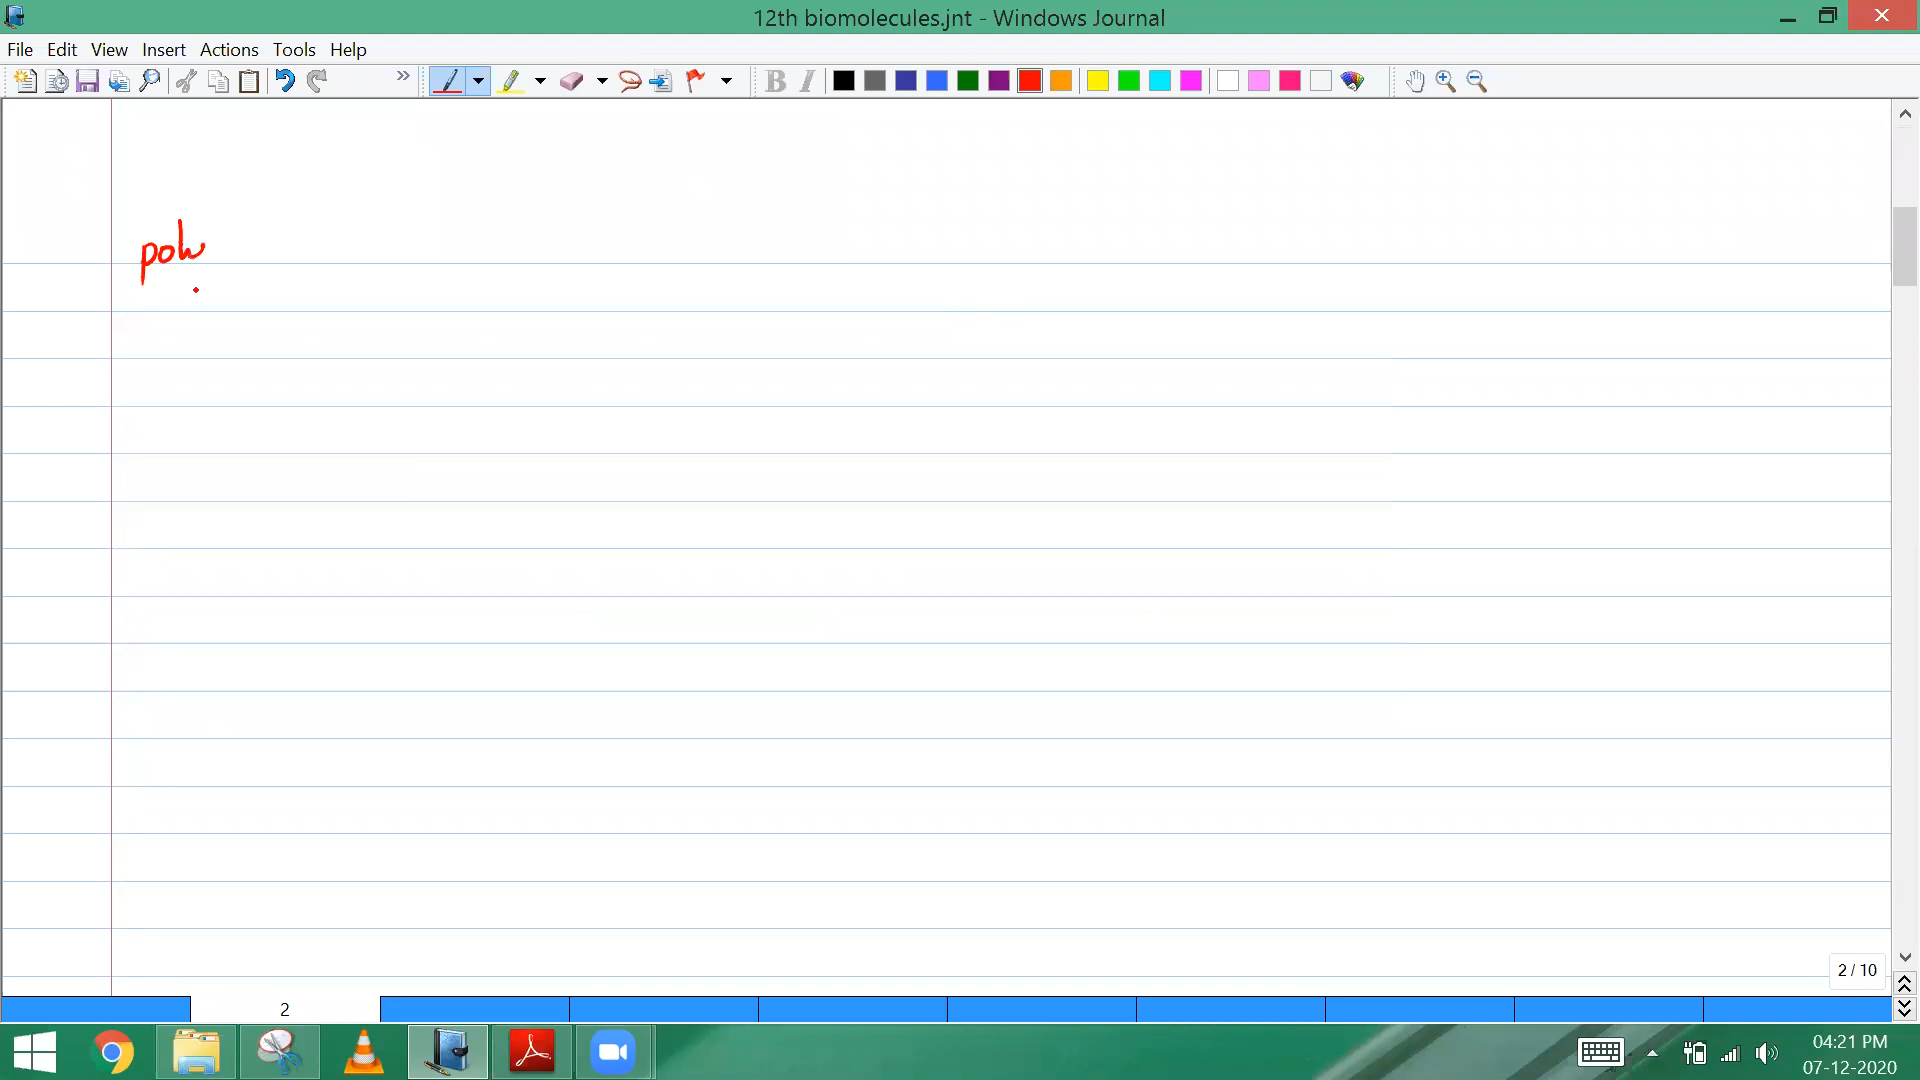 12th biomolecules.jnt - Windows Journal
File Edit View Insert Actions Tools Help
B I
2 / 10
2
04:21 PM
07-12-2020